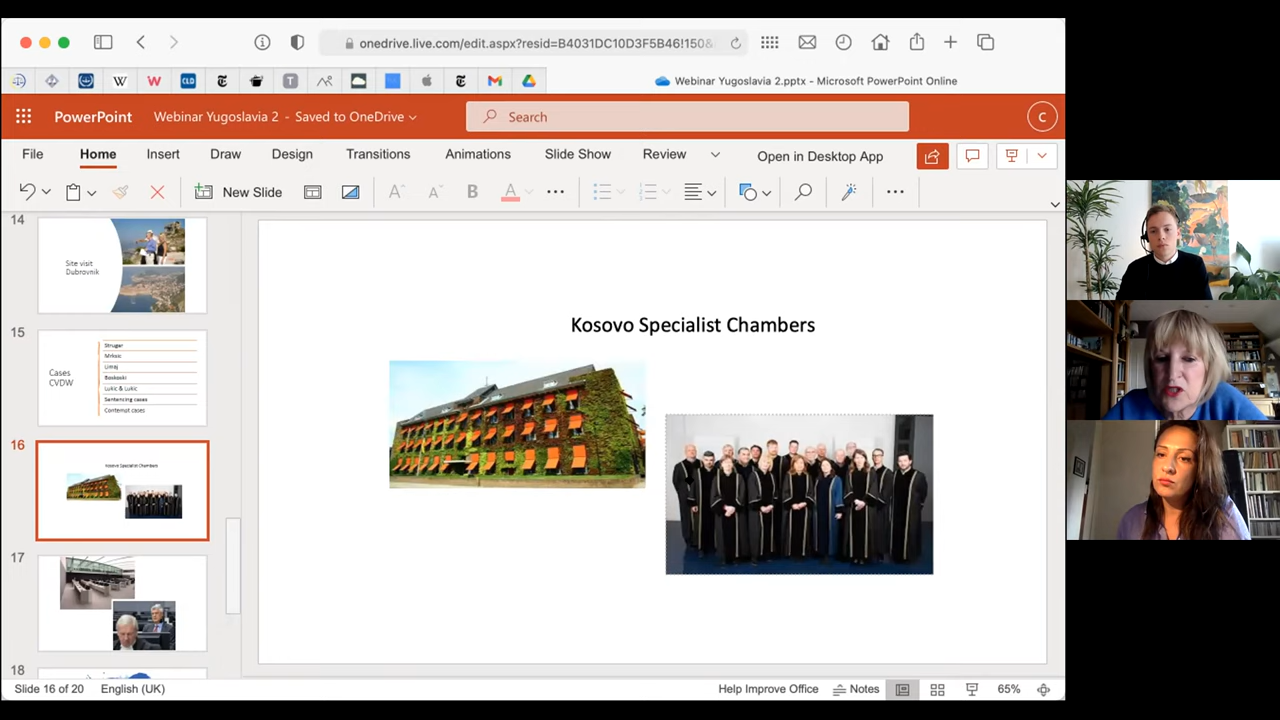 onedrive.live.com/edit.aspx?resid=B4031DC10D3F5B46!150&
Webinar Yugoslavia 2.pptx - Microsoft PowerPoint Online
PowerPoint Webinar Yugoslavia 2 - Saved to OneDrive Search C
File Home Insert Draw Design Transitions Animations Slide Show Review Open in Desktop App
New Slide
14
Site visit
Dubrovnik
15
Cases
CVDW
Strugar
Mrksic
Limaj
Boskoski
Lukic & Lukic
Sentencing cases
Contempt cases
16
Kosovo Specialist Chambers
17
18
Kosovo Specialist Chambers
Slide 16 of 20 English (UK) Help Improve Office Notes 65%